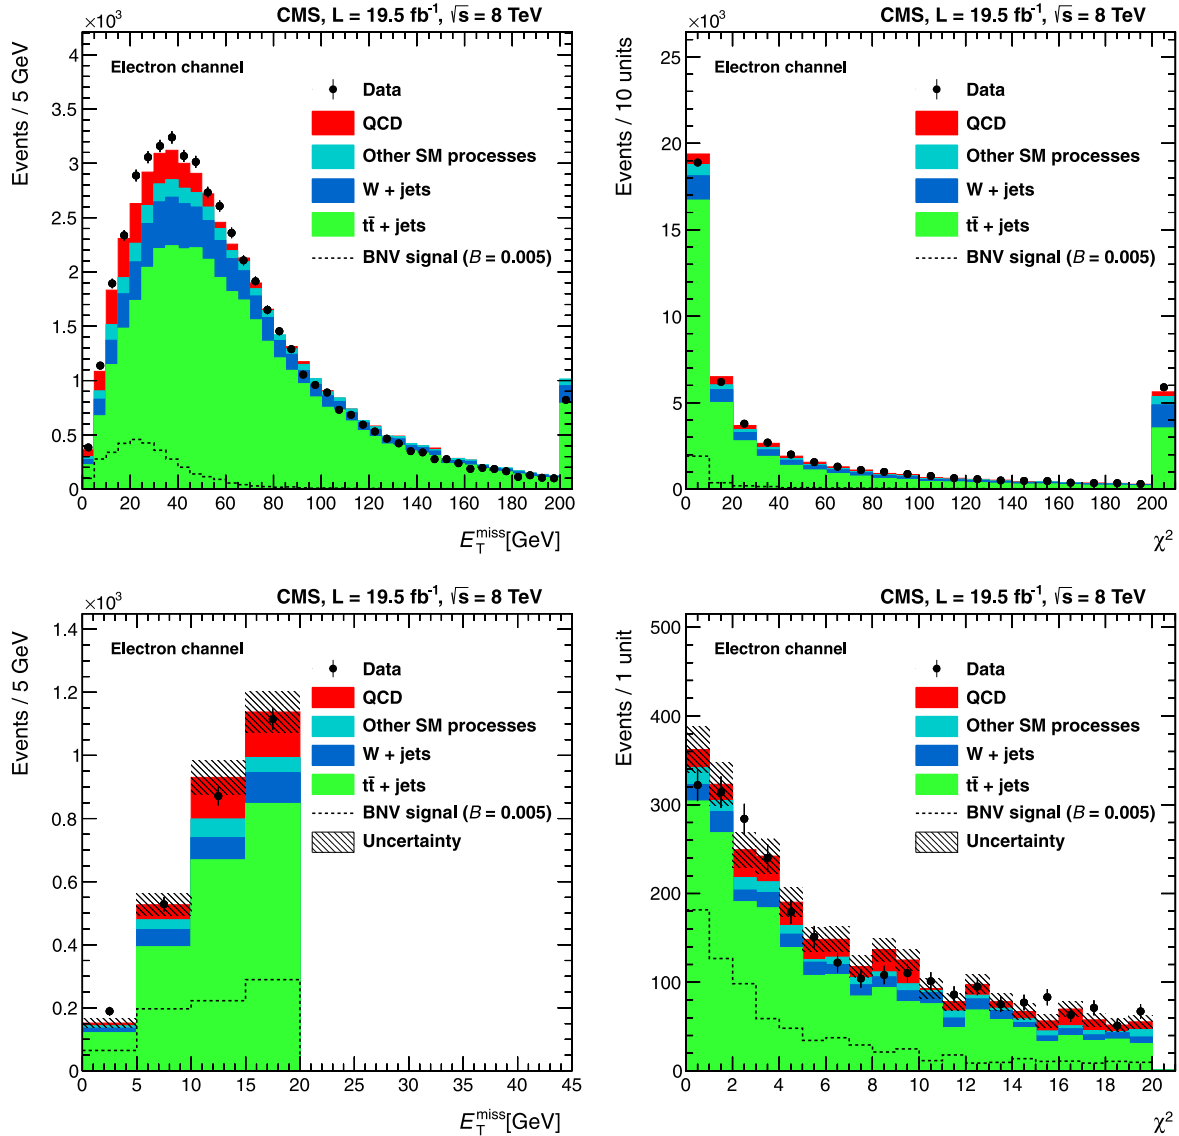 CMS, L = 19.5 fb⁻¹, √s = 8 TeV
×10³
Events / 5 GeV
Electron channel
Data
QCD
Other SM processes
W + jets
tt̄ + jets
BNV signal (B = 0.005)
4
3.5
3
2.5
2
1.5
1
0.5
0
0 20 40 60 80 100 120 140 160 180 200
E_T^miss [GeV]
CMS, L = 19.5 fb⁻¹, √s = 8 TeV
×10³
Events / 10 units
Electron channel
Data
QCD
Other SM processes
W + jets
tt̄ + jets
BNV signal (B = 0.005)
25
20
15
10
5
0
0 20 40 60 80 100 120 140 160 180 200
χ²
CMS, L = 19.5 fb⁻¹, √s = 8 TeV
×10³
Events / 5 GeV
Electron channel
Data
QCD
Other SM processes
W + jets
tt̄ + jets
BNV signal (B = 0.005)
Uncertainty
1.4
1.2
1
0.8
0.6
0.4
0.2
0
0 5 10 15 20 25 30 35 40 45
E_T^miss [GeV]
CMS, L = 19.5 fb⁻¹, √s = 8 TeV
Events / 1 unit
Electron channel
Data
QCD
Other SM processes
W + jets
tt̄ + jets
BNV signal (B = 0.005)
Uncertainty
500
400
300
200
100
0
0 2 4 6 8 10 12 14 16 18 20
χ²